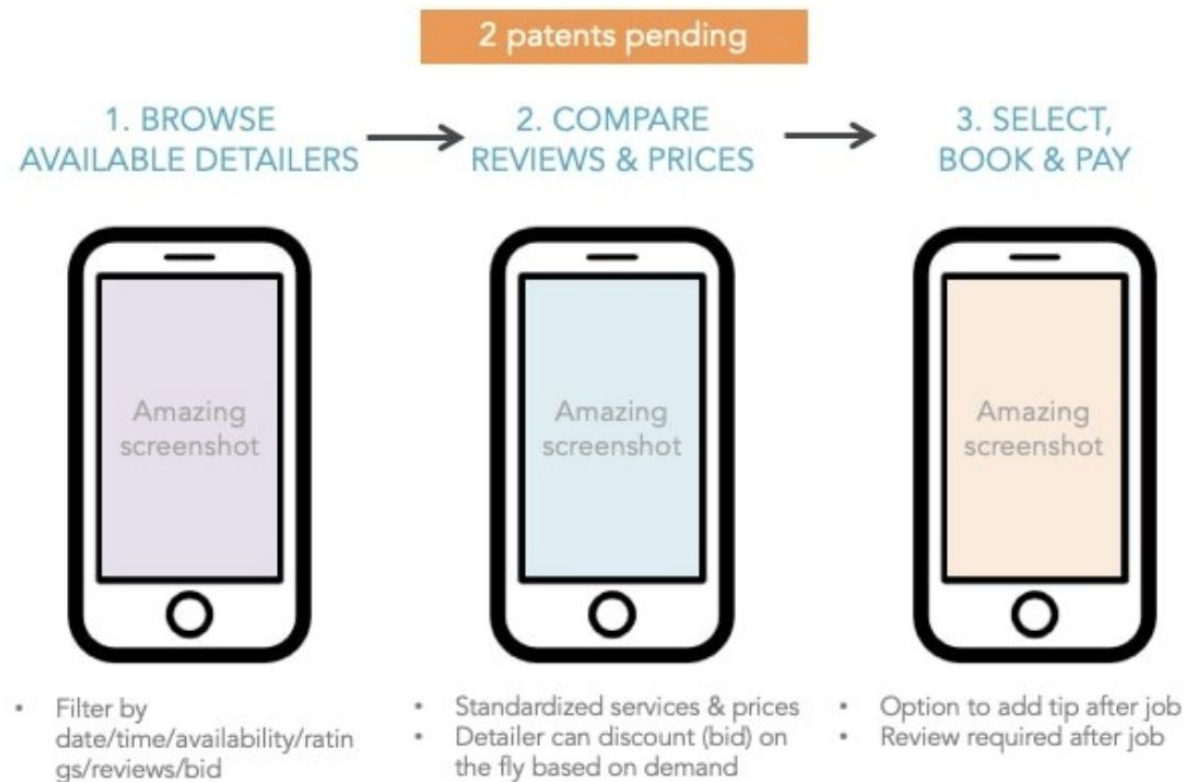 2 patents pending
1. BROWSE
AVAILABLE DETAILERS
2. COMPARE
REVIEWS & PRICES
3. SELECT,
BOOK & PAY
Amazing
screenshot
Amazing
screenshot
Amazing
screenshot
• Filter by
date/time/availability/ratin
gs/reviews/bid
• Standardized services & prices
• Detailer can discount (bid) on
the fly based on demand
• Option to add tip after job
• Review required after job